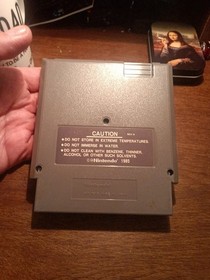 CAUTION
•DO NOT STORE IN EXTREME TEMPERATURES.
•DO NOT IMMERSE IN WATER.
•DO NOT CLEAN WITH BENZENE, THINNER,
ALCOHOL OR OTHER SUCH SOLVENTS.
©Nintendo 1985